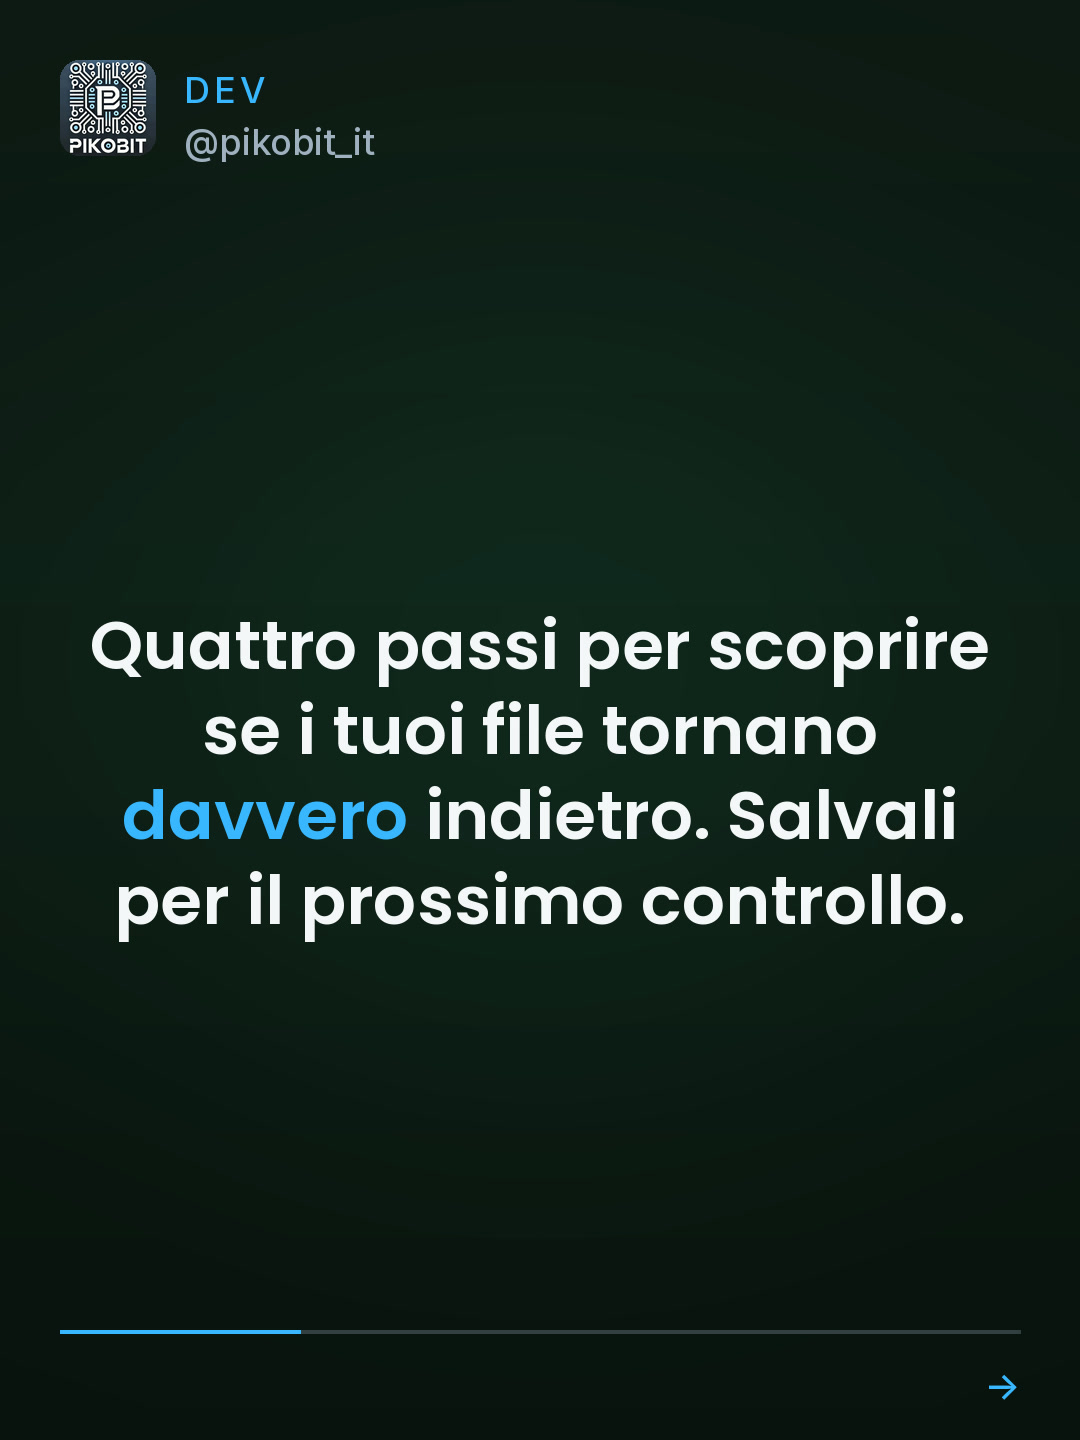 PIKOBIT
DEV
@pikobit_it
Quattro passi per scoprire
se i tuoi file tornano
davvero indietro. Salvali
per il prossimo controllo.